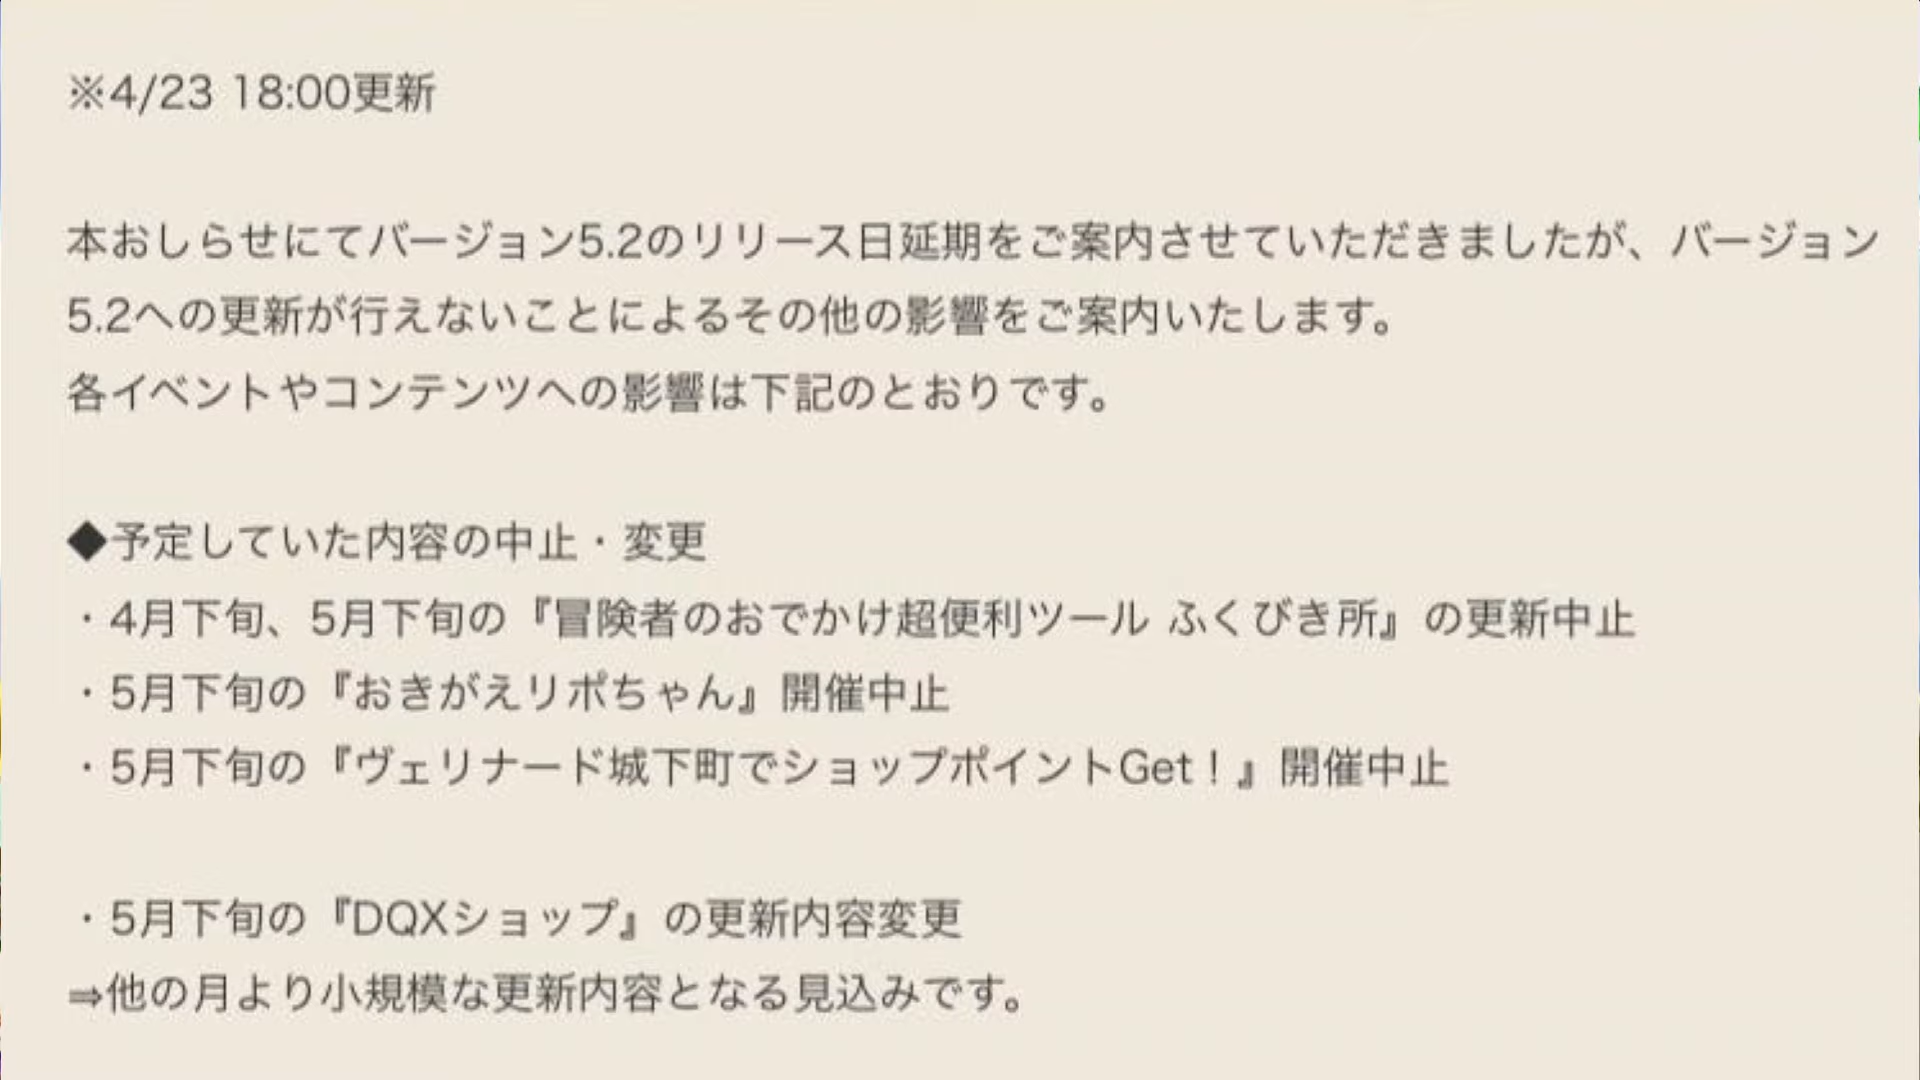 ※4/23 18:00更新
本おしらせにてバージョン5.2のリリース日延期をご案内させていただきましたが、バージョン
5.2への更新が行えないことによるその他の影響をご案内いたします。
各イベントやコンテンツへの影響は下記のとおりです。
◆予定していた内容の中止・変更
・4月下旬、5月下旬の『冒険者のおでかけ超便利ツール ふくびき所』の更新中止
・5月下旬の『おきがえリポちゃん』開催中止
・5月下旬の『ヴェリナード城下町でショップポイントGet！』開催中止
・5月下旬の『DQXショップ』の更新内容変更
⇒他の月より小規模な更新内容となる見込みです。